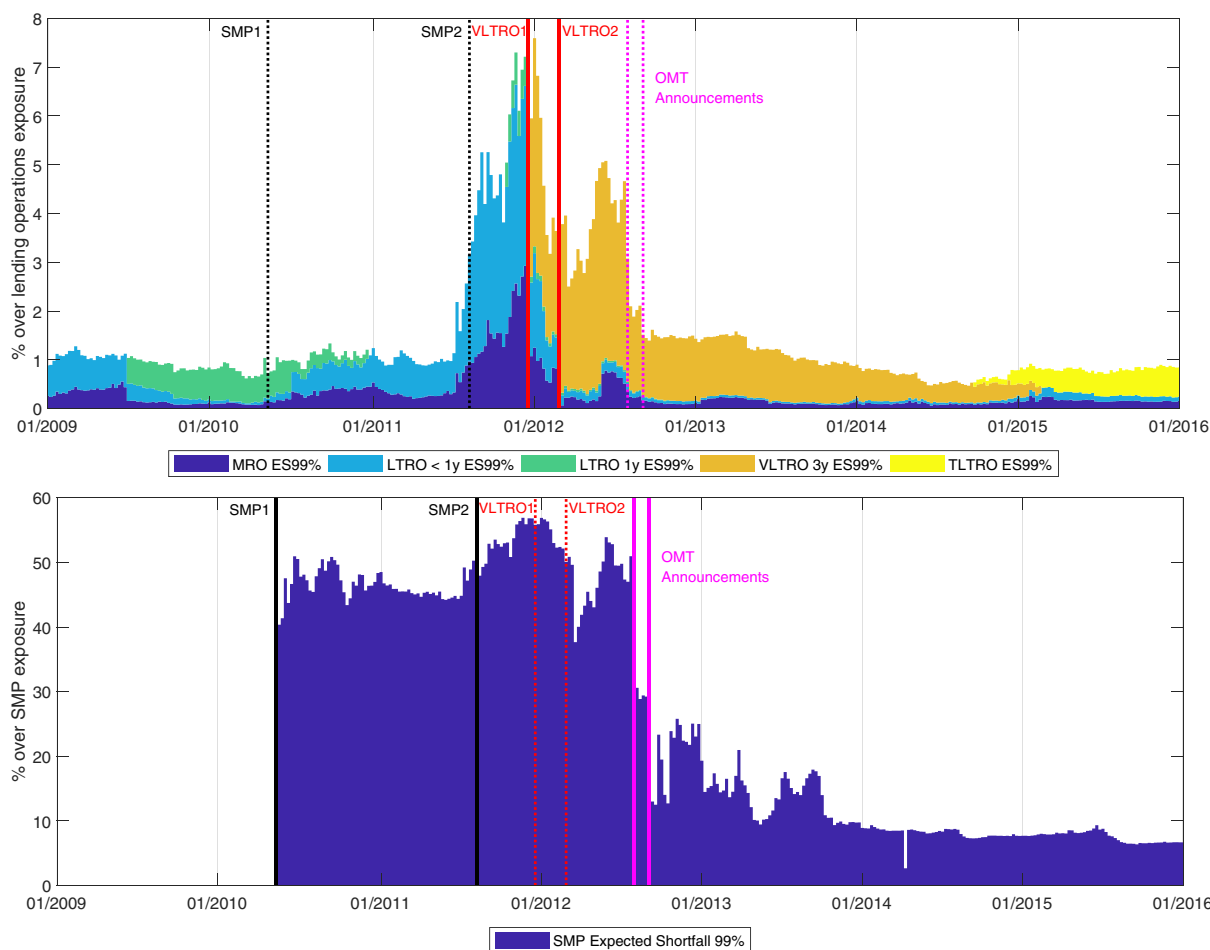 8
7
6
5
4
3
2
1
0
% over lending operations exposure
SMP1
SMP2
VLTRO1
VLTRO2
OMT
Announcements
01/2009
01/2010
01/2011
01/2012
01/2013
01/2014
01/2015
01/2016
MRO ES99%
LTRO < 1y ES99%
LTRO 1y ES99%
VLTRO 3y ES99%
TLTRO ES99%
60
50
40
30
20
10
0
% over SMP exposure
SMP1
SMP2
VLTRO1
VLTRO2
OMT
Announcements
01/2009
01/2010
01/2011
01/2012
01/2013
01/2014
01/2015
01/2016
SMP Expected Shortfall 99%